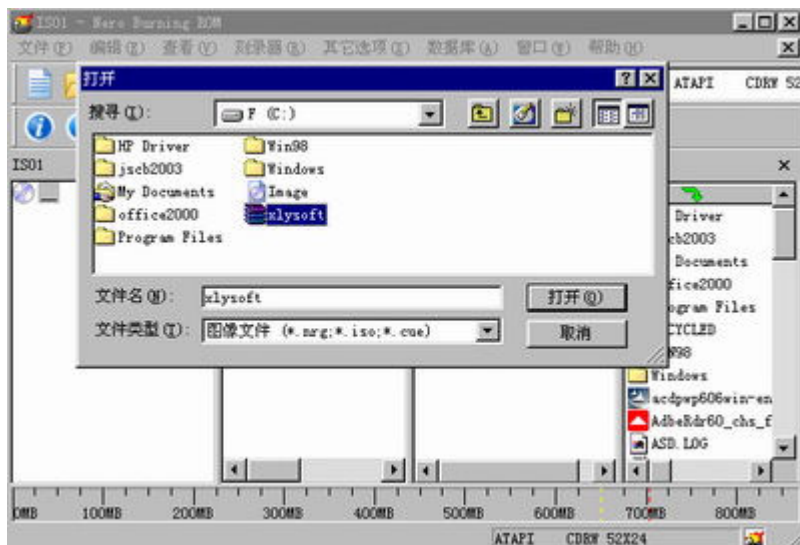 ISO1 - Nero Burning ROM
文件(F) 编辑(E) 查看(V) 刻录器(R) 其它选项(X) 数据库(A) 窗口(W) 帮助(H)
打开
ATAPI CDRW 52
搜寻(I): F (C:)
ISO1
HP Driver Win98
jscb2003 Windows
My Documents Image
office2000 xlysoft
Program Files
文件名(N): xlysoft 打开(O)
文件类型(T): 图像文件 (*.nrg;*.iso;*.cue) 取消
Driver
cb2003
Documents
fice2000
ogram Files
CYCLED
N98
Windows
acdpwp606win-en
AdbeRdr60_chs_f
ASD.LOG
0MB 100MB 200MB 300MB 400MB 500MB 600MB 700MB 800MB
ATAPI CDRW 52X24